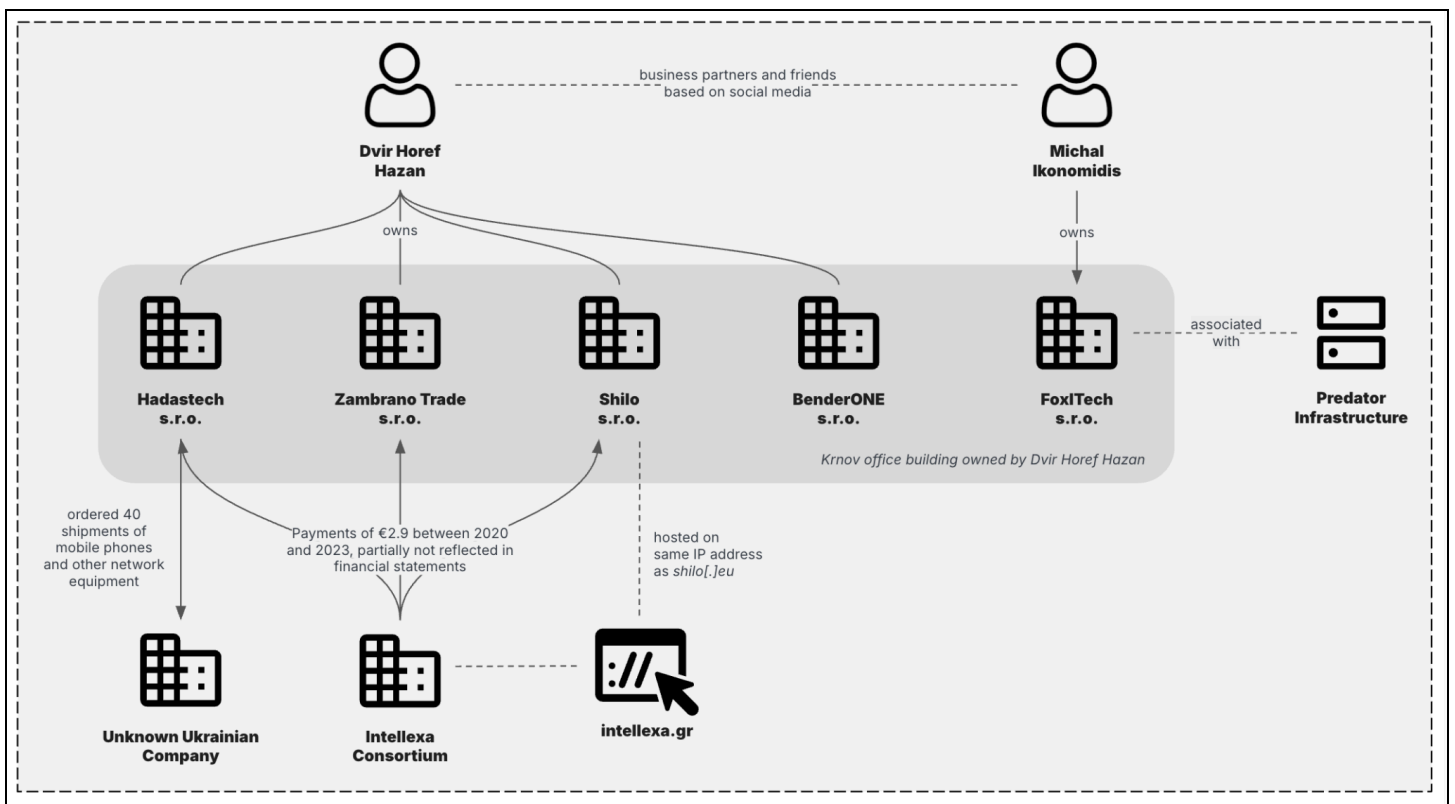 business partners and friends
based on social media
Dvir Horef
Hazan
Michal
Ikonomidis
owns
owns
Hadastech
s.r.o.
Zambrano Trade
s.r.o.
Shilo
s.r.o.
BenderONE
s.r.o.
FoxITech
s.r.o.
associated
with
Predator
Infrastructure
Krnov office building owned by Dvir Horef Hazan
ordered 40
shipments of
mobile phones
and other network
equipment
Payments of €2.9 between 2020
and 2023, partially not reflected in
financial statements
hosted on
same IP address
as shilo[.]eu
://
Unknown Ukrainian
Company
Intellexa
Consortium
intellexa.gr